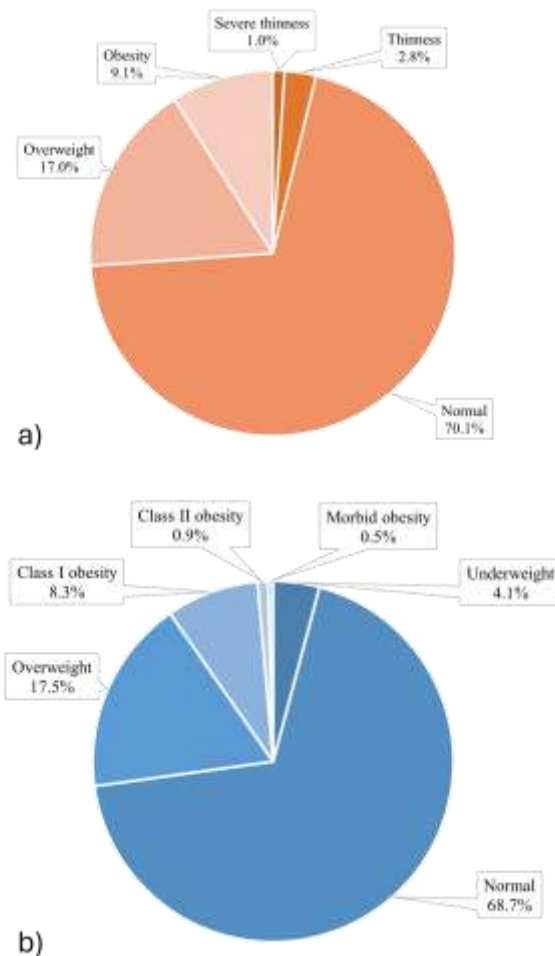 Severe thinness
1.0%
Thinness
2.8%
Obesity
9.1%
Overweight
17.0%
Normal
70.1%
a)
Class II obesity
0.9%
Morbid obesity
0.5%
Class I obesity
8.3%
Underweight
4.1%
Overweight
17.5%
Normal
68.7%
b)